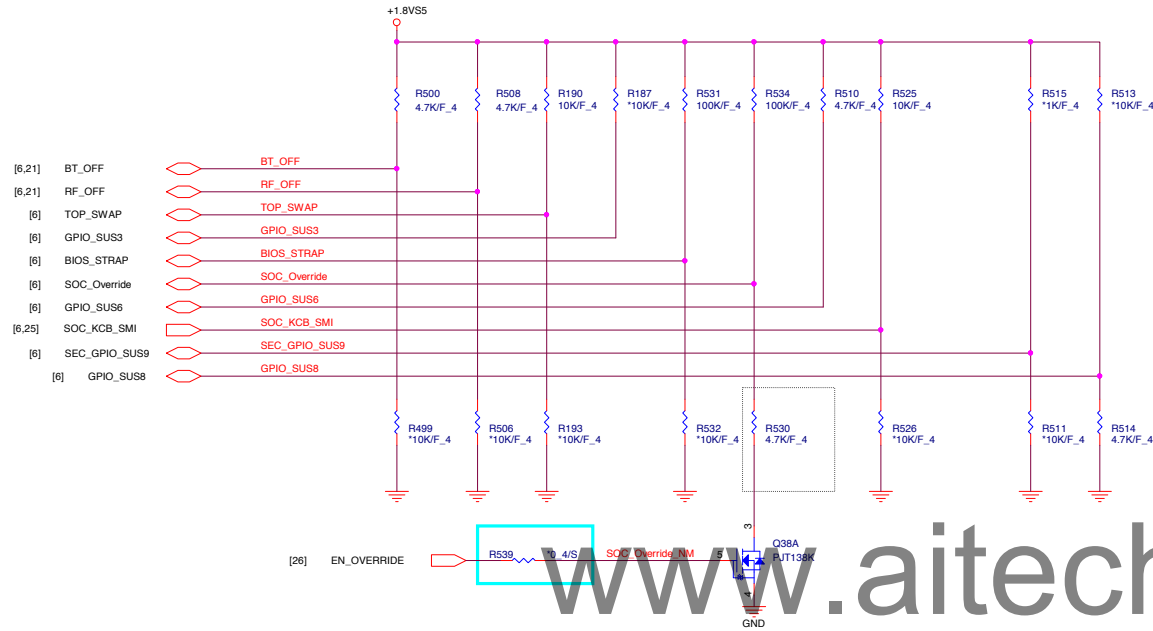 +1.8VS5
R500
4.7K/F_4
R508
4.7K/F_4
R190
10K/F_4
R187
*10K/F_4
R531
100K/F_4
R534
100K/F_4
R510
4.7K/F_4
R525
10K/F_4
R515
*1K/F_4
R513
*10K/F_4
[6,21] BT_OFF BT_OFF
[6,21] RF_OFF RF_OFF
[6] TOP_SWAP TOP_SWAP
[6] GPIO_SUS3 GPIO_SUS3
[6] BIOS_STRAP BIOS_STRAP
[6] SOC_Override SOC_Override
[6] GPIO_SUS6 GPIO_SUS6
[6,25] SOC_KCB_SMI SOC_KCB_SMI
[6] SEC_GPIO_SUS9 SEC_GPIO_SUS9
[6] GPIO_SUS8 GPIO_SUS8
R499
*10K/F_4
R506
*10K/F_4
R193
*10K/F_4
R532
*10K/F_4
R530
4.7K/F_4
R526
*10K/F_4
R511
*10K/F_4
R514
4.7K/F_4
[26] EN_OVERRIDE R539 *0_4/S SOC_Override_NM 5
3
Q38A
PJT138K
4
GND
www.aitech